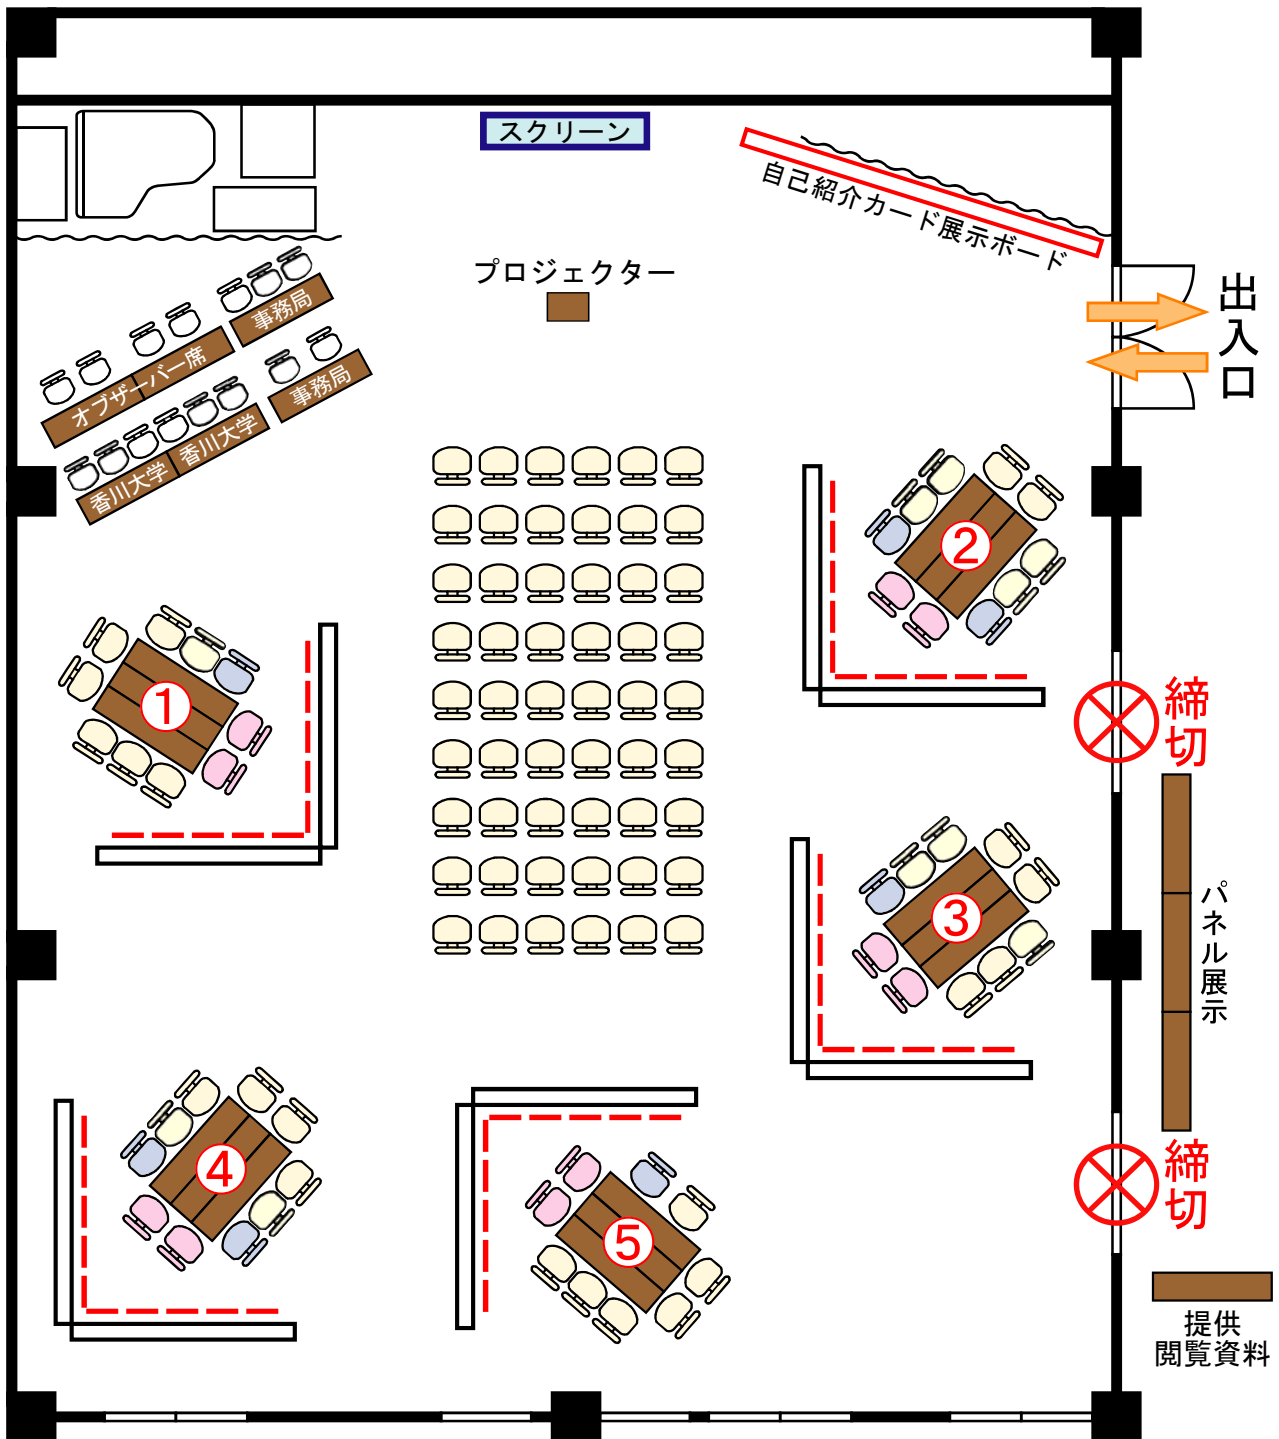 スクリーン
自己紹介カード展示ボード
プロジェクター
出入口
事務局
オブザーバー席
事務局
香川大学
香川大学
②
①
締切
③
パネル展示
④
⑤
締切
提供
閲覧資料